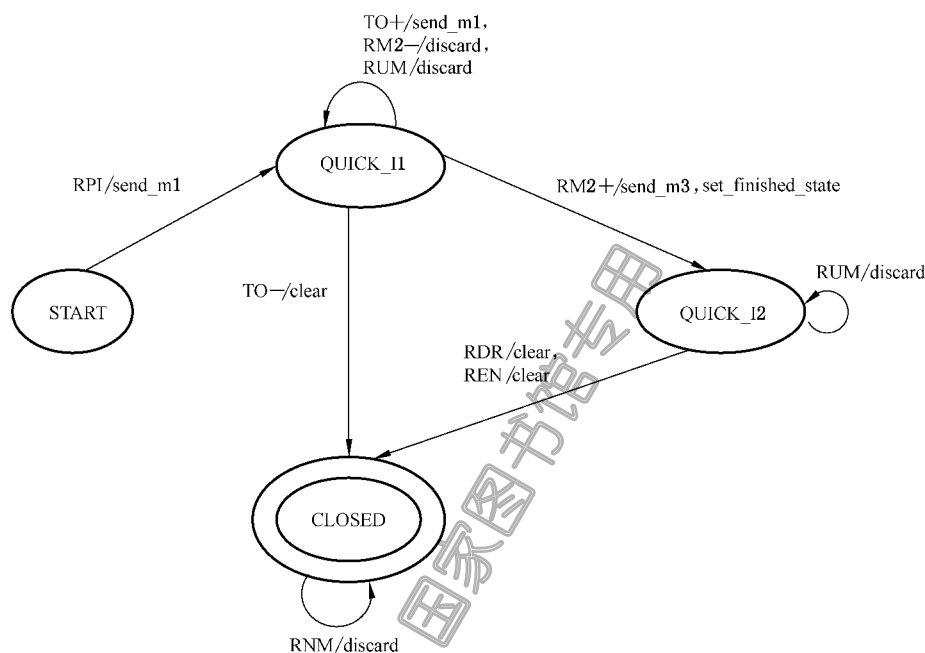 TO+/send_m1,
RM2-/discard,
RUM/discard
QUICK_I1
RPI/send_m1
RM2+/send_m3,set_finished_state
RUM/discard
TO-/clear
START
QUICK_I2
RDR/clear,
REN/clear
CLOSED
RNM/discard
国家图书馆专用